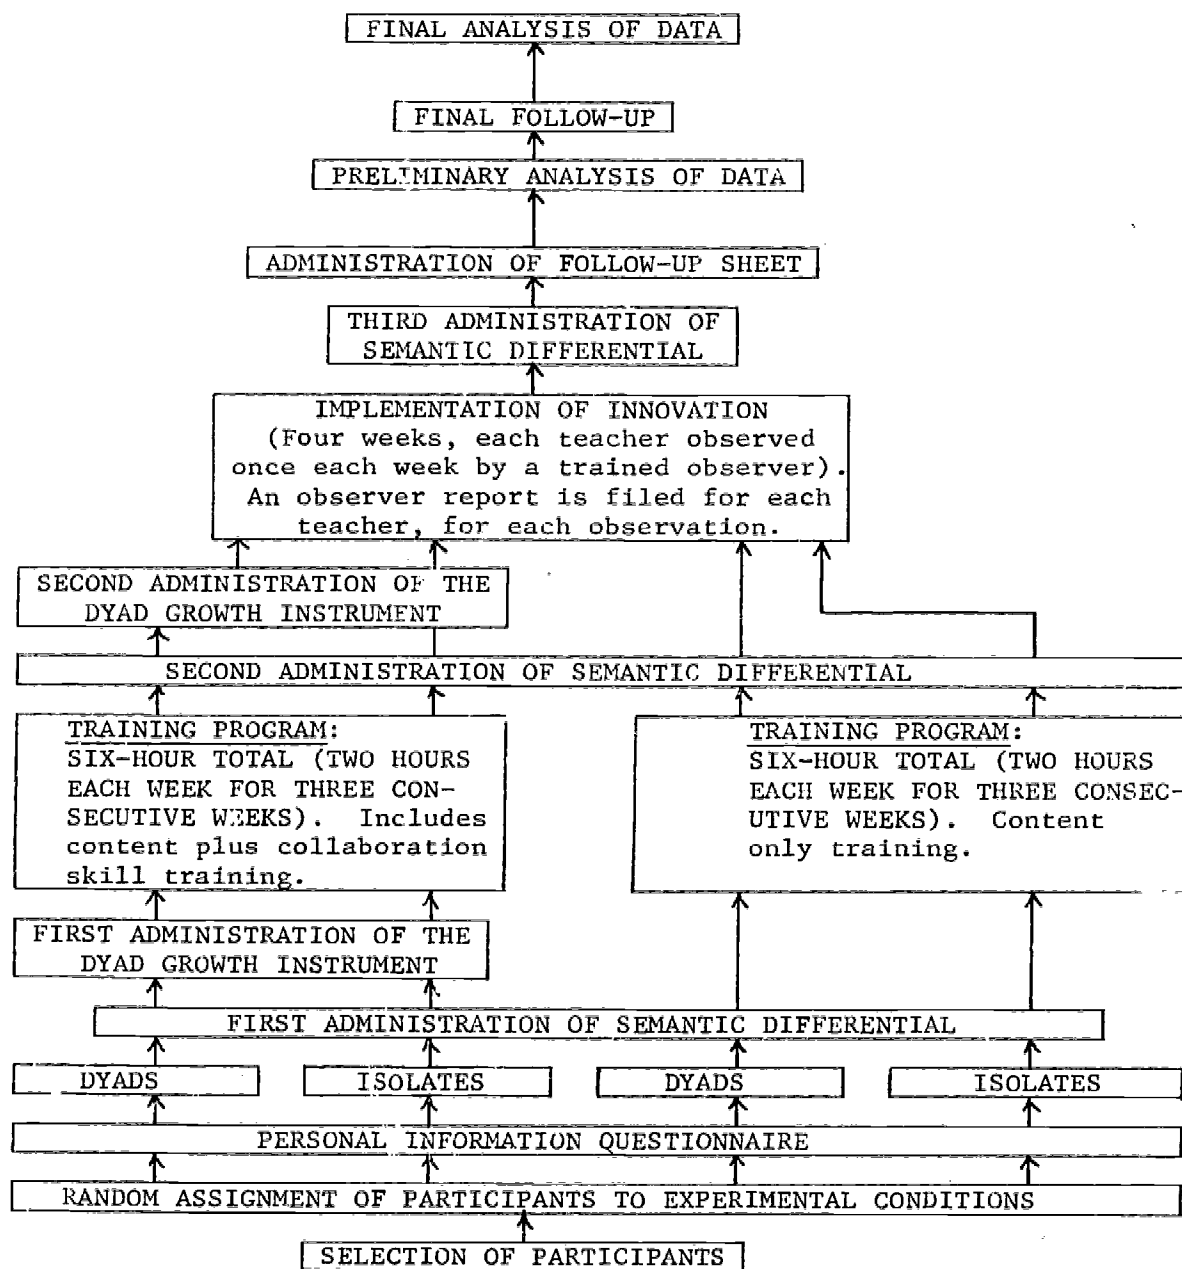 FINAL ANALYSIS OF DATA
FINAL FOLLOW-UP
PRELIMINARY ANALYSIS OF DATA
ADMINISTRATION OF FOLLOW-UP SHEET
THIRD ADMINISTRATION OF
SEMANTIC DIFFERENTIAL
IMPLEMENTATION OF INNOVATION
(Four weeks, each teacher observed
once each week by a trained observer).
An observer report is filed for each
teacher, for each observation.
SECOND ADMINISTRATION OF THE
DYAD GROWTH INSTRUMENT
SECOND ADMINISTRATION OF SEMANTIC DIFFERENTIAL
TRAINING PROGRAM:
SIX-HOUR TOTAL (TWO HOURS
EACH WEEK FOR THREE CON-
SECUTIVE WEEKS). Includes
content plus collaboration
skill training.
TRAINING PROGRAM:
SIX-HOUR TOTAL (TWO HOURS
EACH WEEK FOR THREE CONSEC-
UTIVE WEEKS). Content
only training.
FIRST ADMINISTRATION OF THE
DYAD GROWTH INSTRUMENT
FIRST ADMINISTRATION OF SEMANTIC DIFFERENTIAL
DYADS
ISOLATES
DYADS
ISOLATES
PERSONAL INFORMATION QUESTIONNAIRE
RANDOM ASSIGNMENT OF PARTICIPANTS TO EXPERIMENTAL CONDITIONS
SELECTION OF PARTICIPANTS